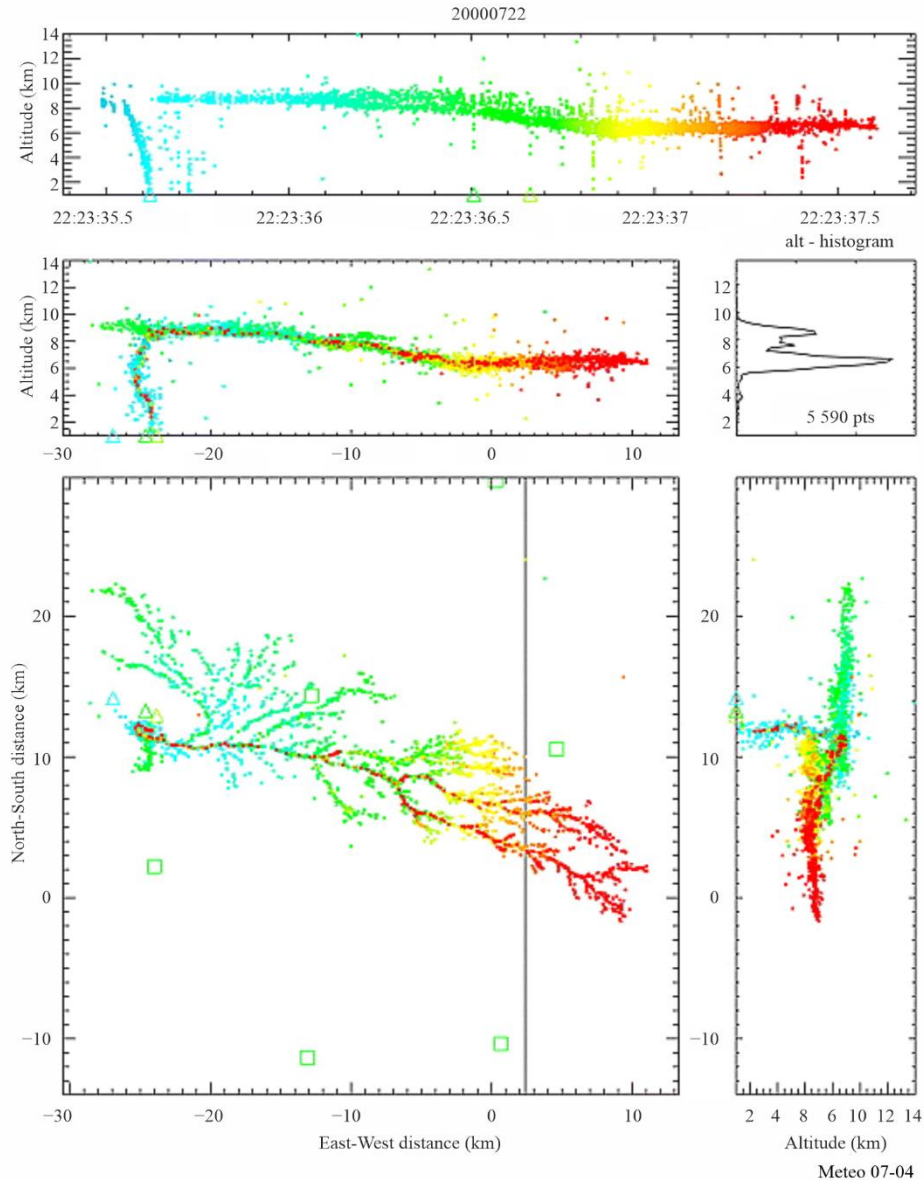 20000722
14
12
10
8
6
4
2
Altitude (km)
22:23:35.5 22:23:36 22:23:36.5 22:23:37 22:23:37.5
alt - histogram
14
12
10
8
6
4
2
Altitude (km)
−30 −20 −10 0 10
12
10
8
6
4
2
5 590 pts
20
10
0
−10
North-South distance (km)
−30 −20 −10 0 10
East-West distance (km)
20
10
0
−10
2 4 8 6 10 12 14
Altitude (km)
Meteo 07-04